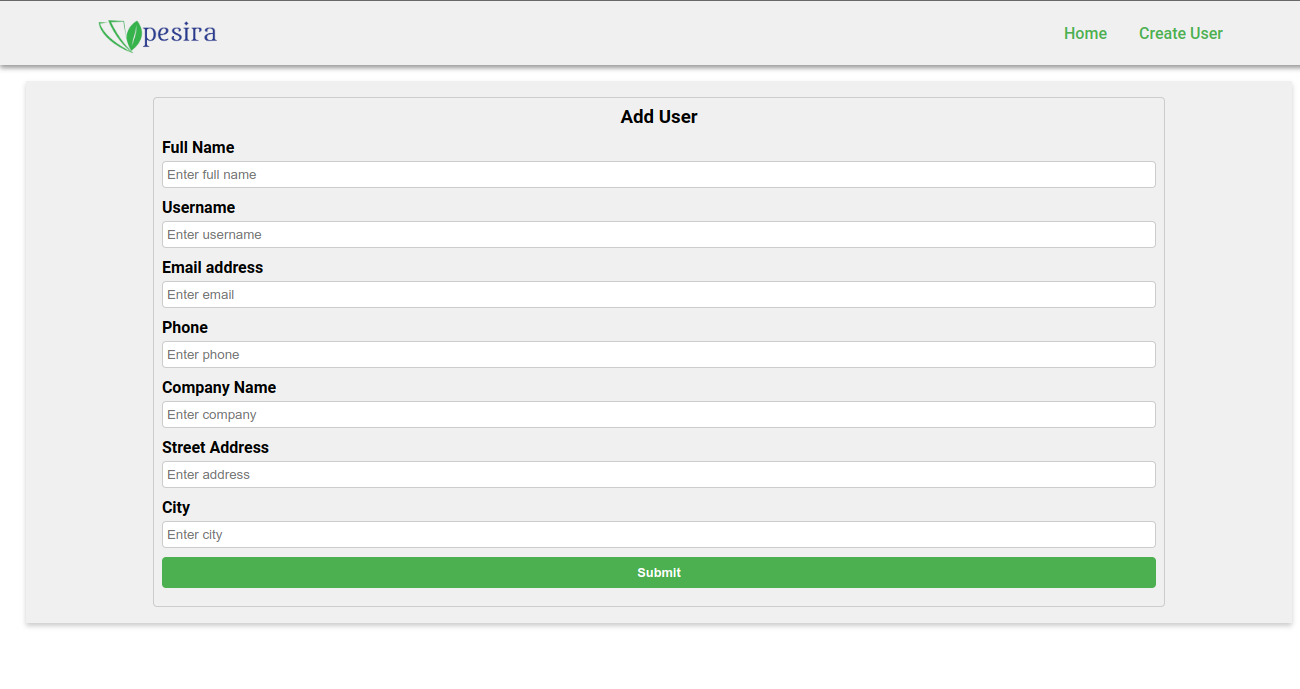 pesira
Home
Create User
Add User
Full Name
Enter full name
Username
Enter username
Email address
Enter email
Phone
Enter phone
Company Name
Enter company
Street Address
Enter address
City
Enter city
Submit